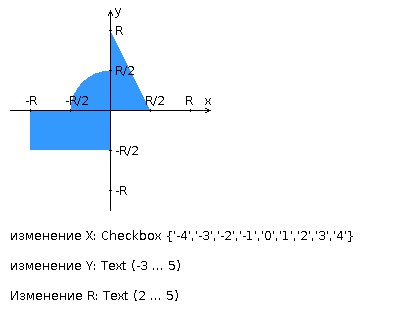 y
R
R/2
-R -R/2 R/2 R x
-R/2
-R
изменение X: Checkbox {'-4','-3','-2','-1','0','1','2','3','4'}
изменение Y: Text (-3 ... 5)
Изменение R: Text (2 ... 5)